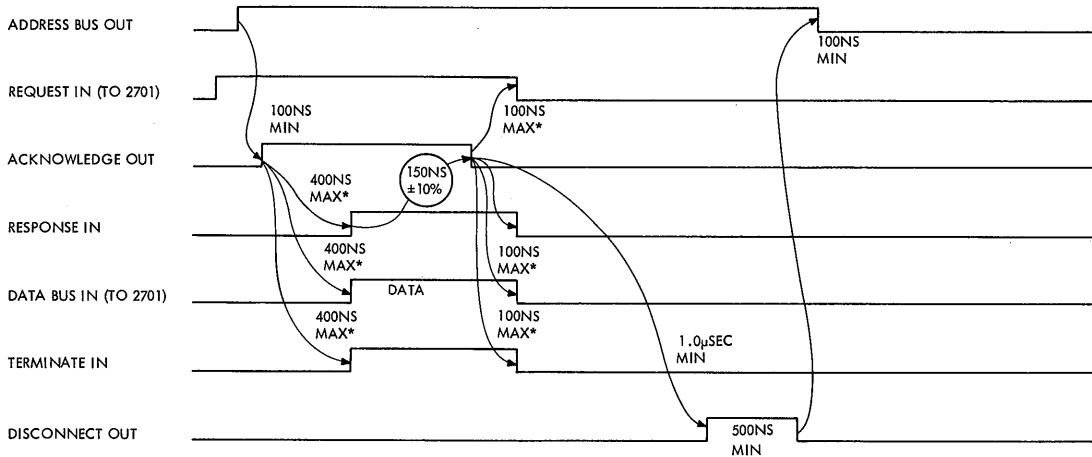 ADDRESS BUS OUT
100NS
MIN
REQUEST IN (TO 2701)
100NS
MIN
100NS
MAX*
ACKNOWLEDGE OUT
400NS
MAX*
150NS
±10%
RESPONSE IN
400NS
MAX*
100NS
MAX*
DATA BUS IN (TO 2701)
DATA
400NS
MAX*
100NS
MAX*
1.0μSEC
MIN
TERMINATE IN
DISCONNECT OUT
500NS
MIN